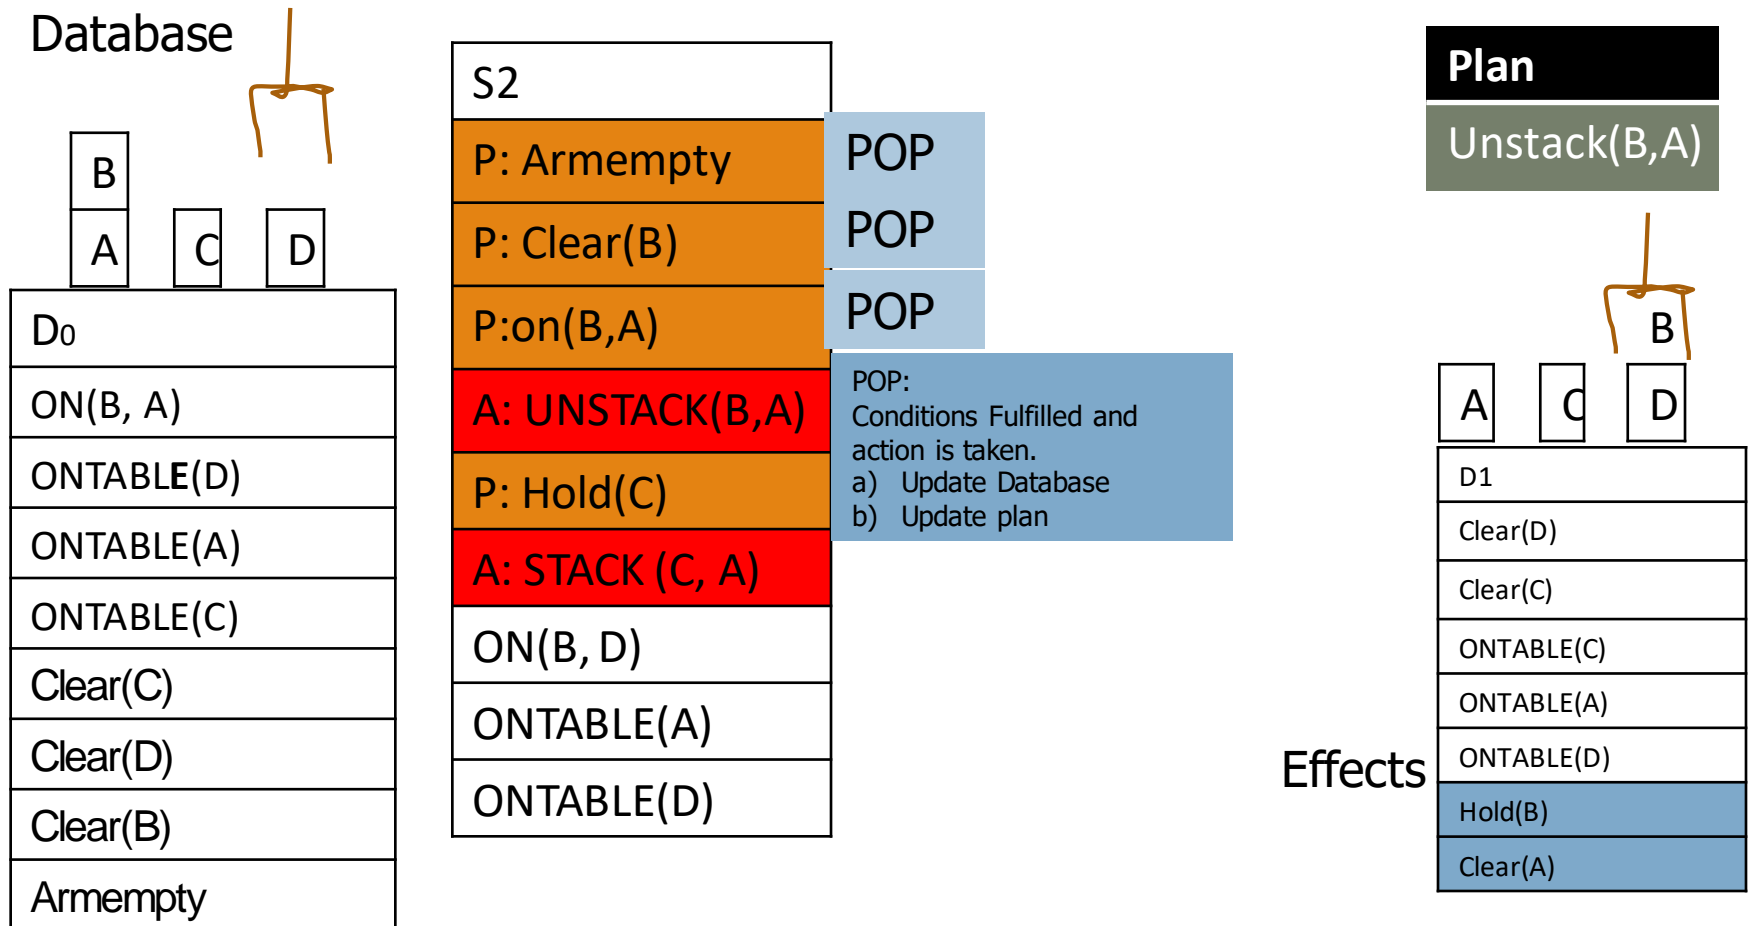 Database
B
A
C
D
D0
ON(B, A)
ONTABLE(D)
ONTABLE(A)
ONTABLE(C)
Clear(C)
Clear(D)
Clear(B)
Armempty
S2
P: Armempty
P: Clear(B)
P:on(B,A)
A: UNSTACK(B,A)
P: Hold(C)
A: STACK (C, A)
ON(B, D)
ONTABLE(A)
ONTABLE(D)
POP
POP
POP
POP:
Conditions Fulfilled and
action is taken.
a) Update Database
b) Update plan
Plan
Unstack(B,A)
B
A
C
D
D1
Clear(D)
Clear(C)
ONTABLE(C)
ONTABLE(A)
ONTABLE(D)
Effects
Hold(B)
Clear(A)